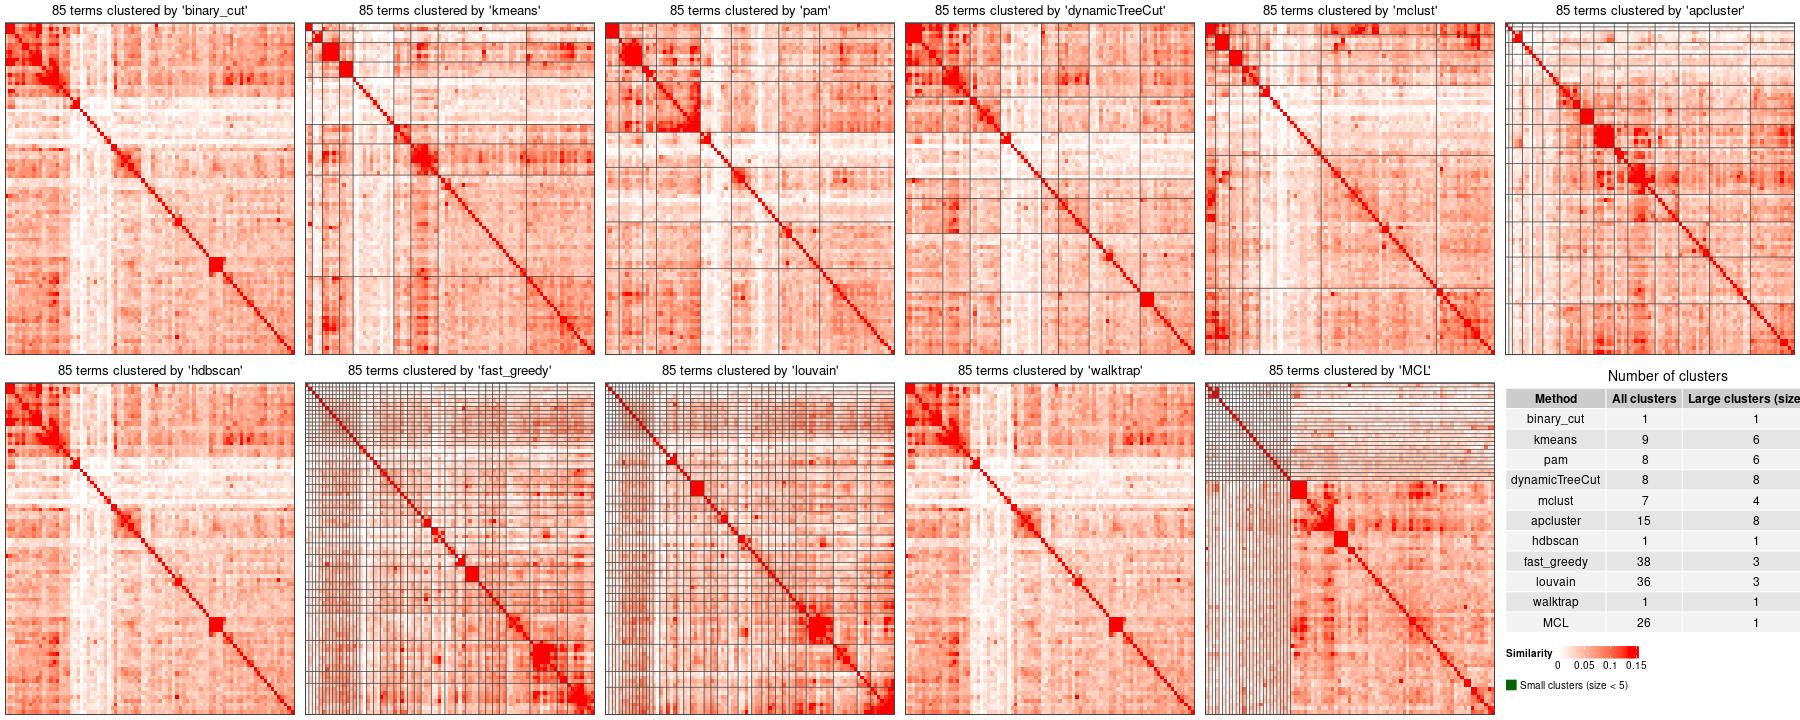 85 terms clustered by 'binary_cut'
85 terms clustered by 'kmeans'
85 terms clustered by 'pam'
85 terms clustered by 'dynamicTreeCut'
85 terms clustered by 'mclust'
85 terms clustered by 'apcluster'
85 terms clustered by 'hdbscan'
85 terms clustered by 'fast_greedy'
85 terms clustered by 'louvain'
85 terms clustered by 'walktrap'
85 terms clustered by 'MCL'
Number of clusters
Method All clusters Large clusters (size
binary_cut 1 1
kmeans 9 6
pam 8 6
dynamicTreeCut 8 8
mclust 7 4
apcluster 15 8
hdbscan 1 1
fast_greedy 38 3
louvain 36 3
walktrap 1 1
MCL 26 1
Similarity
0 0.05 0.1 0.15
Small clusters (size < 5)